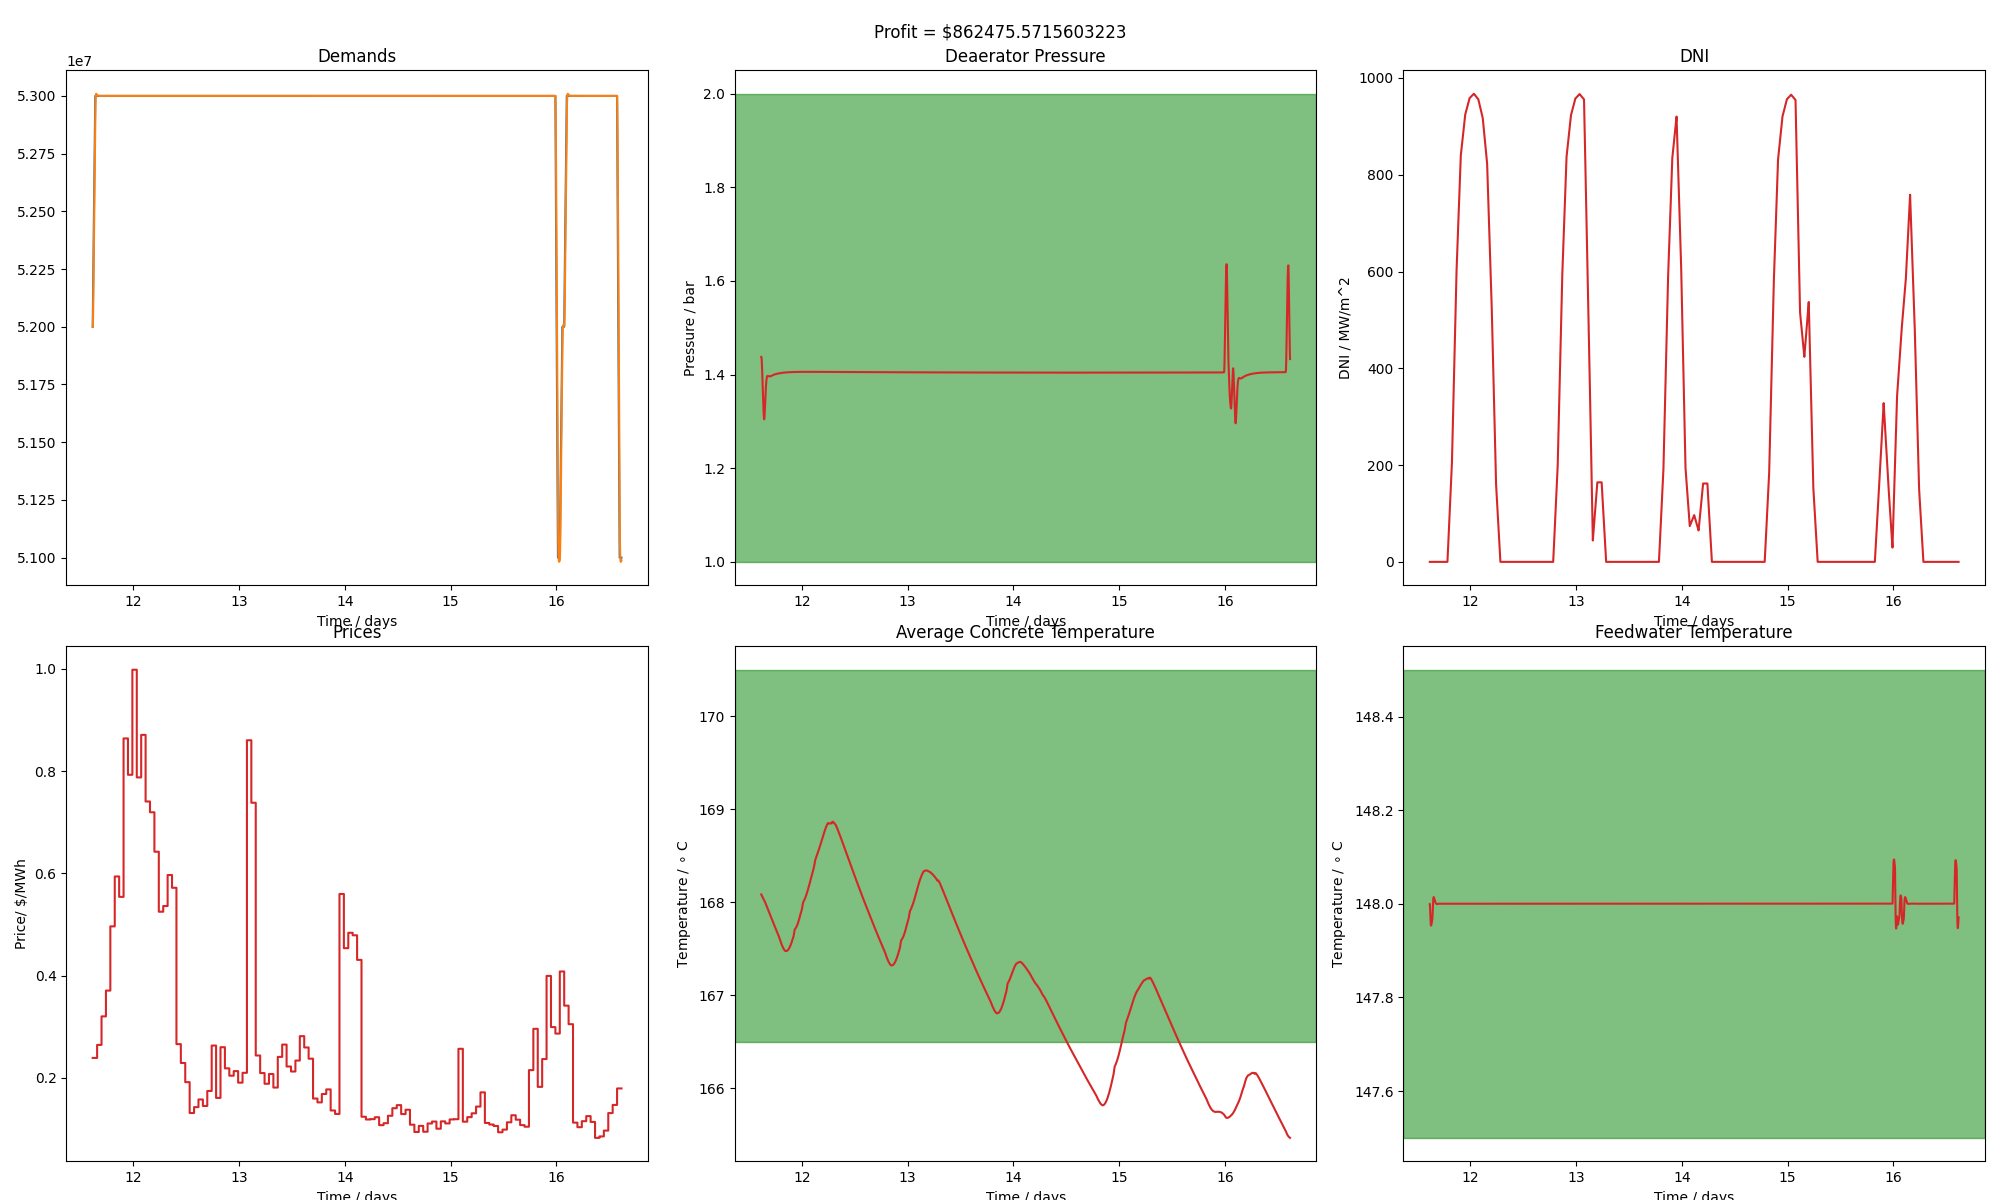 Profit = $862475.5715603223
Demands
1e7
5.300
5.275
5.250
5.225
5.200
5.175
5.150
5.125
5.100
12 13 14 15 16
Time / days
Deaerator Pressure
Pressure / bar
2.0
1.8
1.6
1.4
1.2
1.0
12 13 14 15 16
Time / days
DNI
DNI / MW/m^2
1000
800
600
400
200
0
12 13 14 15 16
Time / days
Prices
Price/ $/MWh
1.0
0.8
0.6
0.4
0.2
12 13 14 15 16
Time / days
Average Concrete Temperature
Temperature / ∘ C
170
169
168
167
166
12 13 14 15 16
Time / days
Feedwater Temperature
Temperature / ∘ C
148.4
148.2
148.0
147.8
147.6
12 13 14 15 16
Time / days